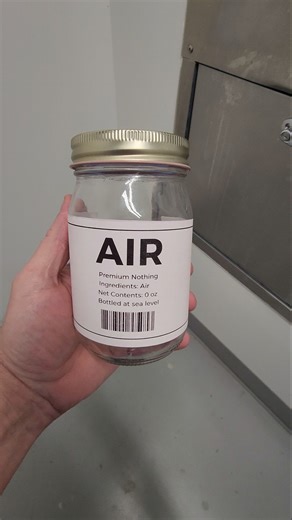 AIR
Premium Nothing
Ingredients: Air
Net Contents: 0 oz
Bottled at sea level